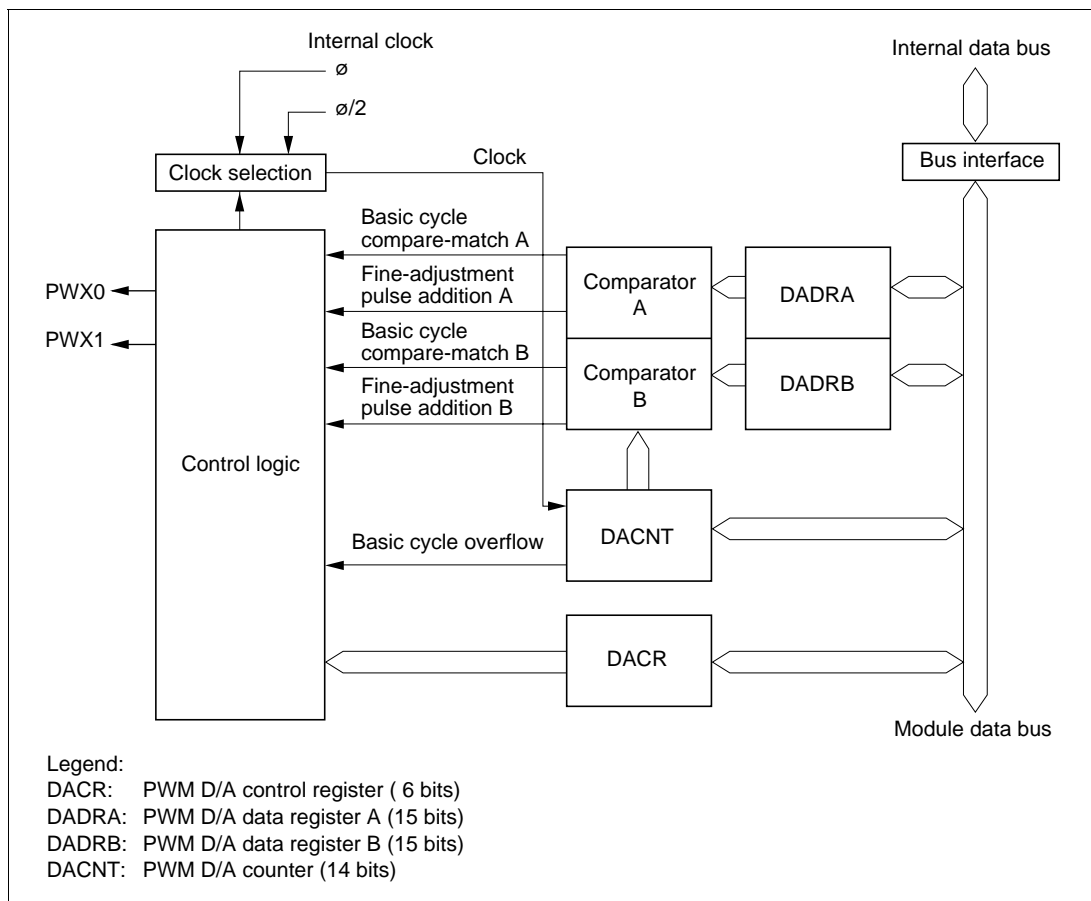 Internal clock
ø
ø/2
Internal data bus
Clock selection
Clock
Bus interface
Basic cycle
compare-match A
Fine-adjustment
pulse addition A
Basic cycle
compare-match B
Fine-adjustment
pulse addition B
Comparator
A
DADRA
Comparator
B
DADRB
PWX0
PWX1
Control logic
DACNT
Basic cycle overflow
DACR
Module data bus
Legend:
DACR: PWM D/A control register ( 6 bits)
DADRA: PWM D/A data register A (15 bits)
DADRB: PWM D/A data register B (15 bits)
DACNT: PWM D/A counter (14 bits)